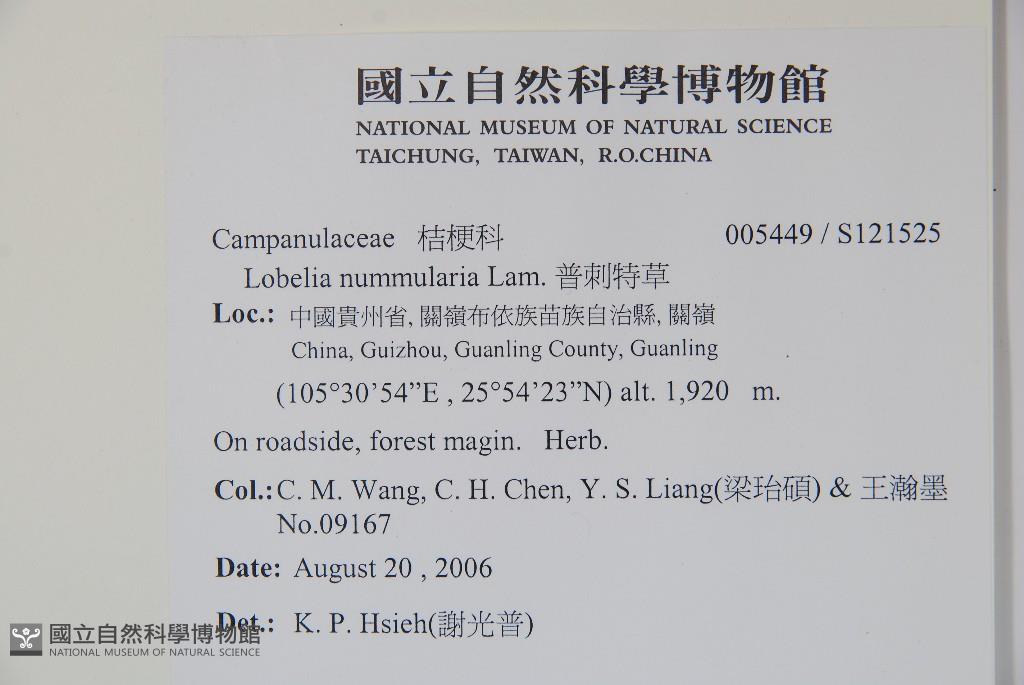 國立自然科學博物館
NATIONAL MUSEUM OF NATURAL SCIENCE
TAICHUNG, TAIWAN, R.O.CHINA
Campanulaceae 桔梗科 005449 / S121525
Lobelia nummularia Lam. 普剌特草
Loc.: 中國貴州省, 關嶺布依族苗族自治縣, 關嶺
China, Guizhou, Guanling County, Guanling
(105°30’54”E , 25°54’23”N) alt. 1,920 m.
On roadside, forest magin. Herb.
Col.: C. M. Wang, C. H. Chen, Y. S. Liang(梁珆碩) & 王瀚墨
No.09167
Date: August 20 , 2006
Det.: K. P. Hsieh(謝光普)
國立自然科學博物館
NATIONAL MUSEUM OF NATURAL SCIENCE